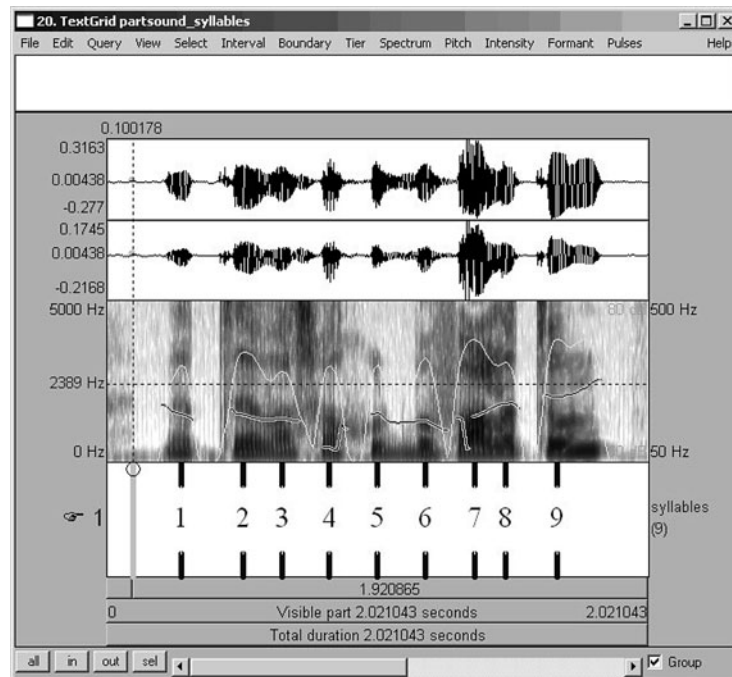 20. TextGrid partsound_syllables
File Edit Query View Select Interval Boundary Tier Spectrum Pitch Intensity Formant Pulses Help
0.100178
0.3163
0.00438
-0.277
0.1745
0.00438
-0.2168
5000 Hz 500 Hz
2389 Hz
0 Hz 50 Hz
1 1 2 3 4 5 6 7 8 9 syllables
(9)
1.920865
0 Visible part 2.021043 seconds 2.021043
Total duration 2.021043 seconds
all in out sel Group